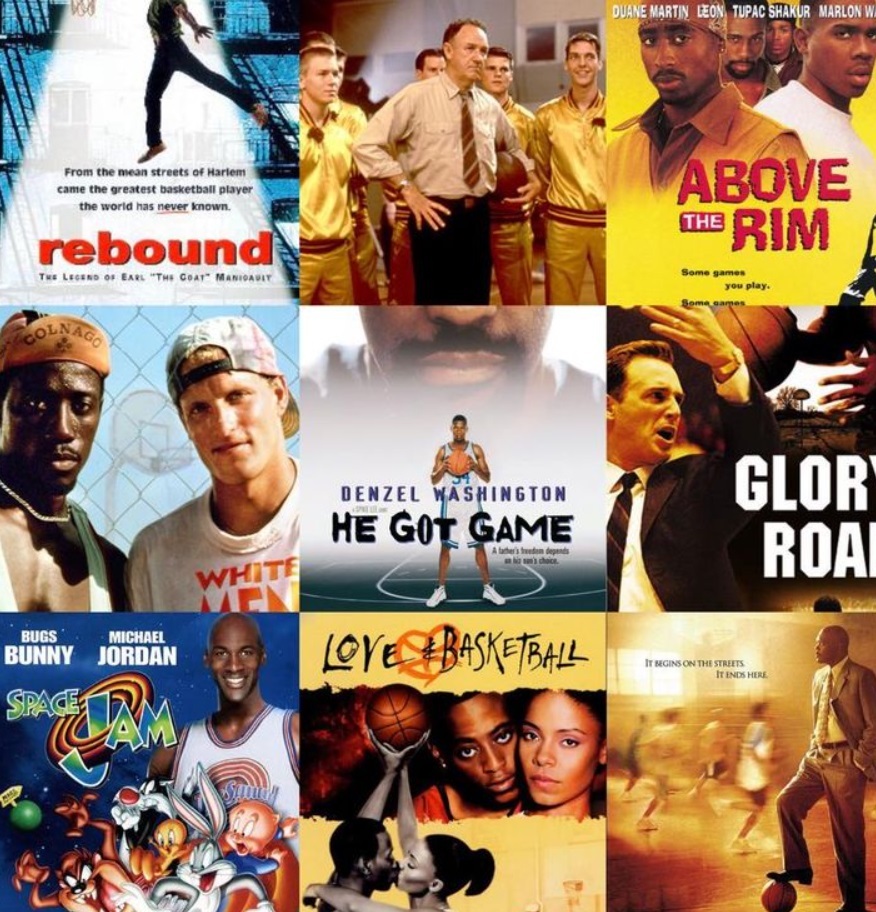 From the mean streets of Harlem
came the greatest basketball player
the world has never known.
rebound
THE LEGEND OF EARL "THE GOAT" MANIGAULT
DUANE MARTIN LEON TUPAC SHAKUR MARLON WA
ABOVE
THE
RIM
Some games
you play.
Some games
COLNAGO
WHITE
MEN
DENZEL WASHINGTON
HE GOT GAME
A father's freedom depends
on his son's choice.
GLORY
ROAD
BUGS
BUNNY
MICHAEL
JORDAN
SPACE
JAM
Squad
LOVE & BASKETBALL
IT BEGINS ON THE STREETS.
IT ENDS HERE.